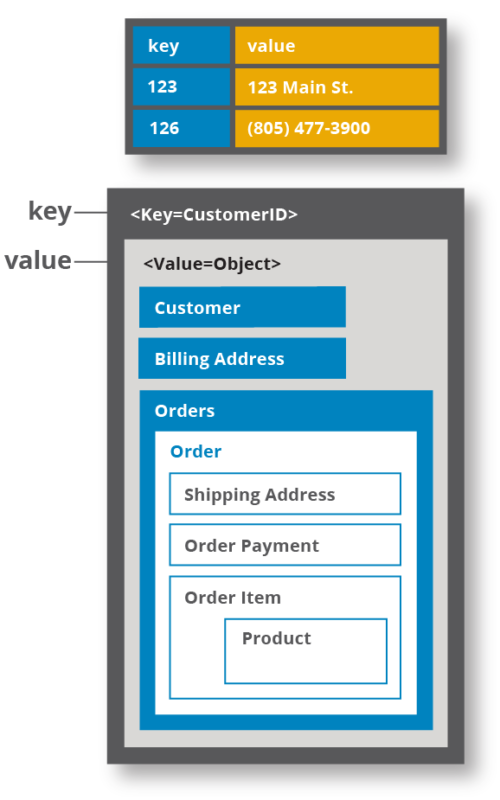 key value
123 123 Main St.
126 (805) 477-3900
key
<Key=CustomerID>
value
<Value=Object>
Customer
Billing Address
Orders
Order
Shipping Address
Order Payment
Order Item
Product